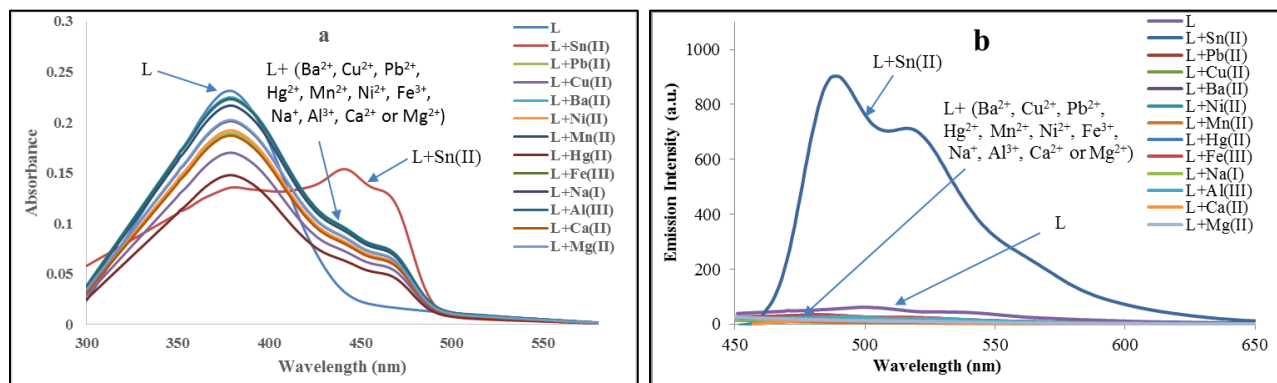 a
0.3
0.25
0.2
0.15
0.1
0.05
0
300
350
400
450
500
550
Absorbance
Wavelength (nm)
L
L+ (Ba²⁺, Cu²⁺, Pb²⁺,
Hg²⁺, Mn²⁺, Ni²⁺, Fe³⁺,
Na⁺, Al³⁺, Ca²⁺ or Mg²⁺)
L+Sn(II)
L
L+Sn(II)
L+Pb(II)
L+Cu(II)
L+Ba(II)
L+Ni(II)
L+Mn(II)
L+Hg(II)
L+Fe(III)
L+Na(I)
L+Al(III)
L+Ca(II)
L+Mg(II)
b
1000
800
600
400
200
0
450
500
550
600
650
Emission Intensity (a.u.)
Wavelength (nm)
L+Sn(II)
L+ (Ba²⁺, Cu²⁺, Pb²⁺,
Hg²⁺, Mn²⁺, Ni²⁺, Fe³⁺,
Na⁺, Al³⁺, Ca²⁺ or Mg²⁺)
L
L
L+Sn(II)
L+Pb(II)
L+Cu(II)
L+Ba(II)
L+Ni(II)
L+Mn(II)
L+Hg(II)
L+Fe(III)
L+Na(I)
L+Al(III)
L+Ca(II)
L+Mg(II)